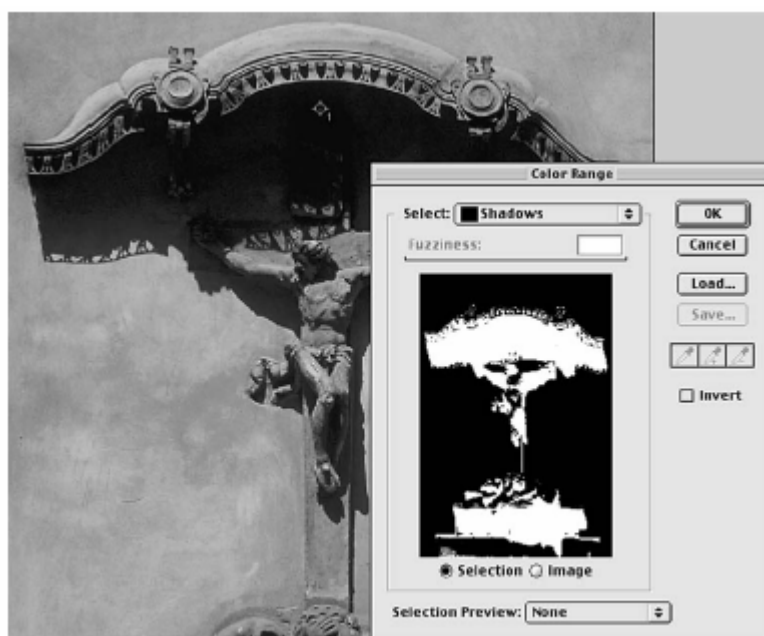 Color Range
Select: Shadows
OK
Fuzziness:
Cancel
Load...
Save...
Invert
Selection Image
Selection Preview: None